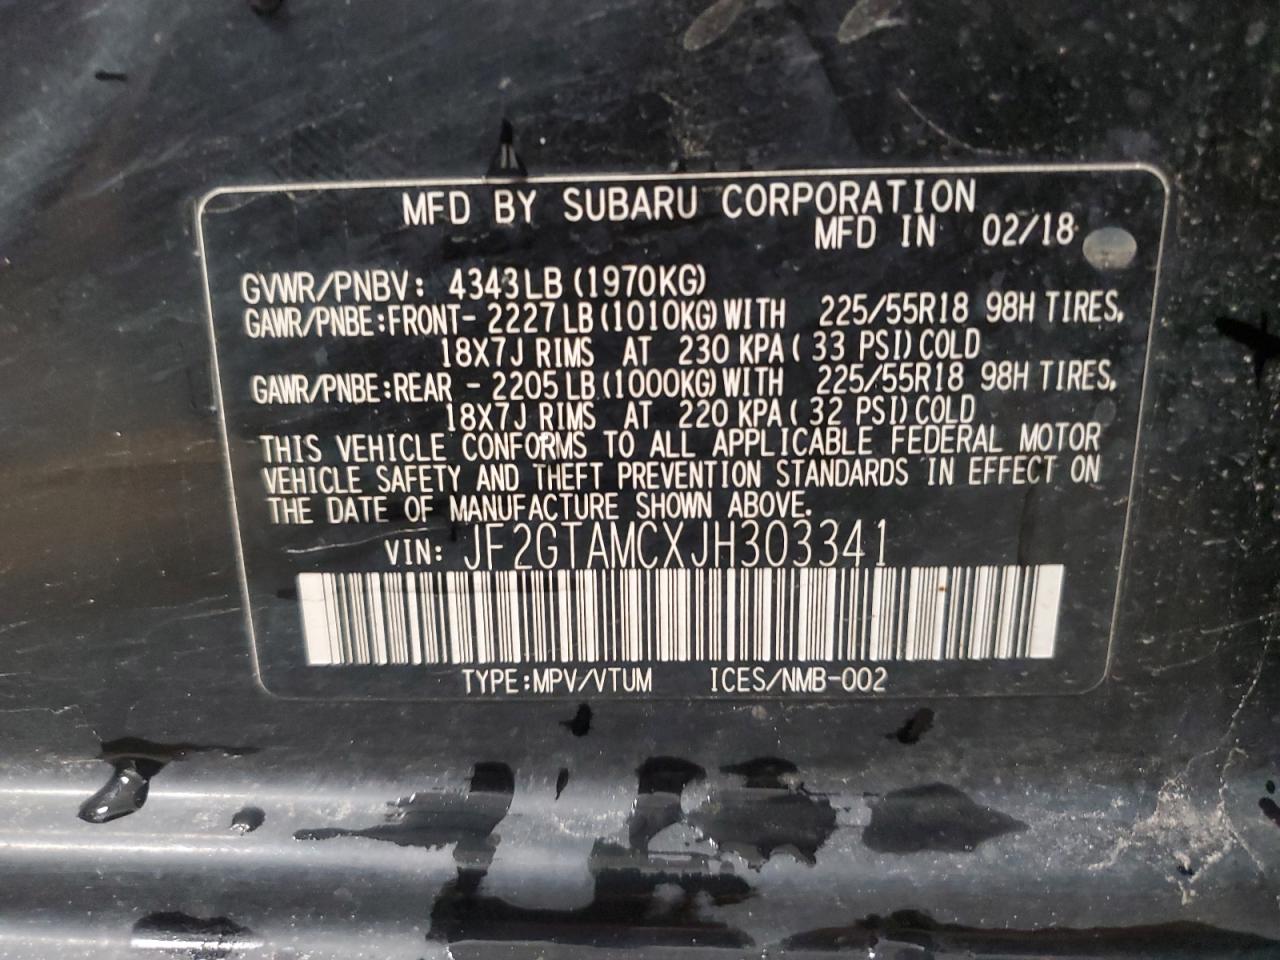 MFD BY SUBARU CORPORATION
MFD IN 02/18
GVWR/PNBV: 4343LB (1970KG)
GAWR/PNBE:FRONT- 2227LB (1010KG) WITH 225/55R18 98H TIRES,
18X7J RIMS AT 230 KPA ( 33 PSI) COLD
GAWR/PNBE:REAR - 2205LB (1000KG) WITH 225/55R18 98H TIRES,
18X7J RIMS AT 220 KPA ( 32 PSI) COLD
THIS VEHICLE CONFORMS TO ALL APPLICABLE FEDERAL MOTOR
VEHICLE SAFETY AND THEFT PREVENTION STANDARDS IN EFFECT ON
THE DATE OF MANUFACTURE SHOWN ABOVE.
VIN: JF2GTAMCXJH303341
TYPE:MPV/VTUM ICES/NMB-002